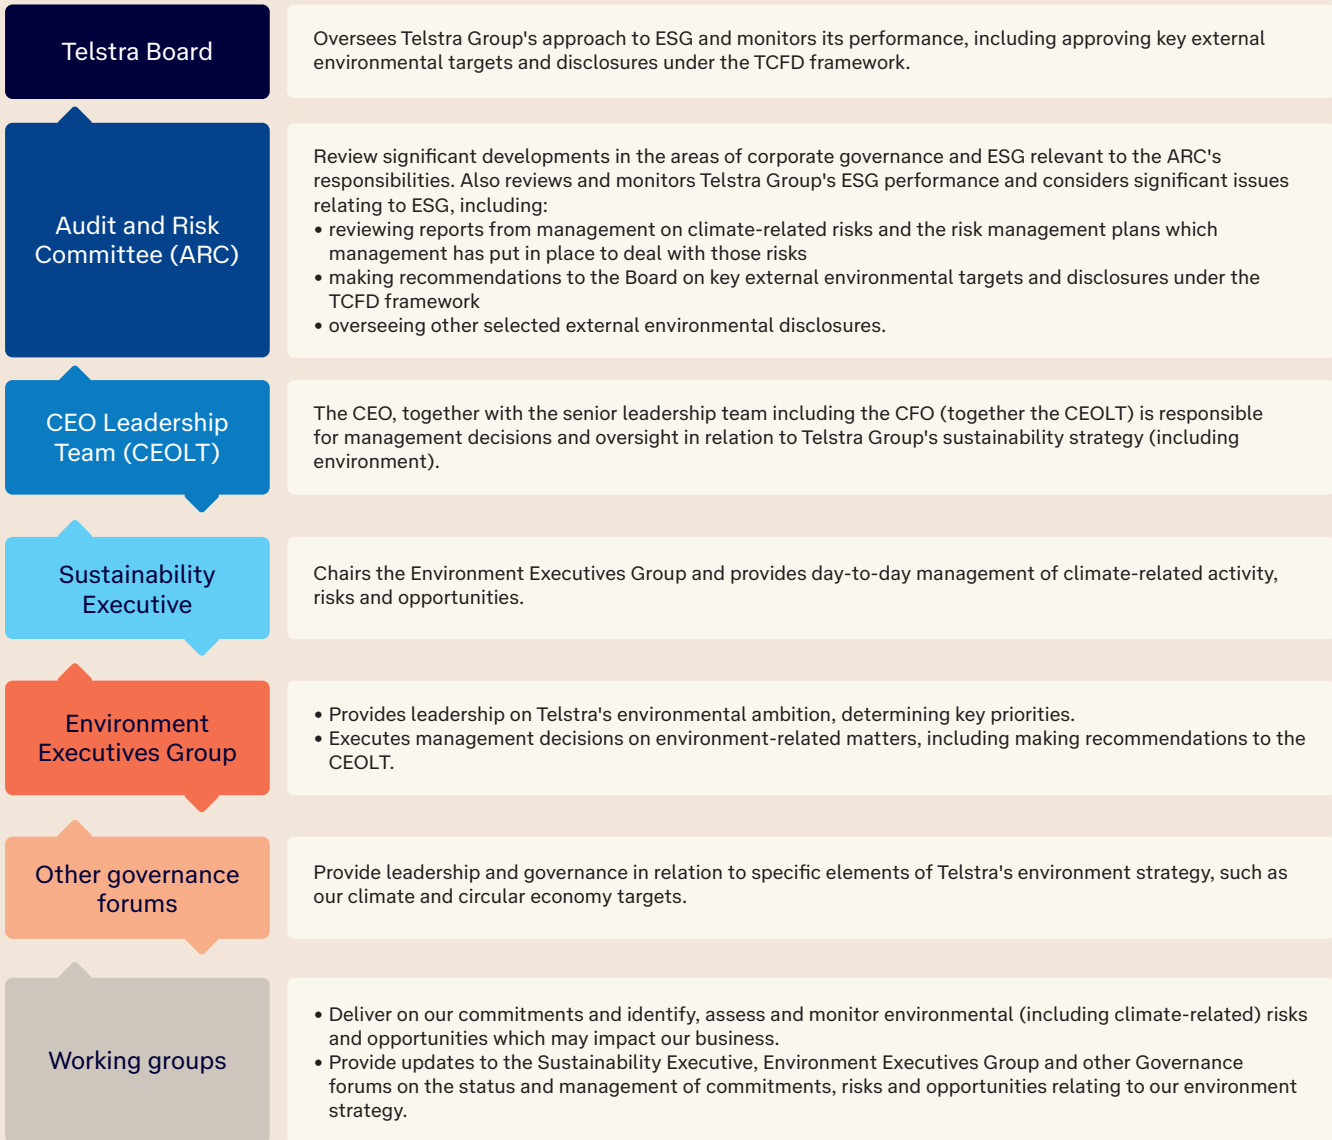 Telstra Board
Oversees Telstra Group's approach to ESG and monitors its performance, including approving key external
environmental targets and disclosures under the TCFD framework.
Audit and Risk
Committee (ARC)
Review significant developments in the areas of corporate governance and ESG relevant to the ARC's
responsibilities. Also reviews and monitors Telstra Group's ESG performance and considers significant issues
relating to ESG, including:
• reviewing reports from management on climate-related risks and the risk management plans which
management has put in place to deal with those risks
• making recommendations to the Board on key external environmental targets and disclosures under the
TCFD framework
• overseeing other selected external environmental disclosures.
CEO Leadership
Team (CEOLT)
The CEO, together with the senior leadership team including the CFO (together the CEOLT) is responsible
for management decisions and oversight in relation to Telstra Group's sustainability strategy (including
environment).
Sustainability
Executive
Chairs the Environment Executives Group and provides day-to-day management of climate-related activity,
risks and opportunities.
Environment
Executives Group
• Provides leadership on Telstra's environmental ambition, determining key priorities.
• Executes management decisions on environment-related matters, including making recommendations to the
CEOLT.
Other governance
forums
Provide leadership and governance in relation to specific elements of Telstra's environment strategy, such as
our climate and circular economy targets.
Working groups
• Deliver on our commitments and identify, assess and monitor environmental (including climate-related) risks
and opportunities which may impact our business.
• Provide updates to the Sustainability Executive, Environment Executives Group and other Governance
forums on the status and management of commitments, risks and opportunities relating to our environment
strategy.